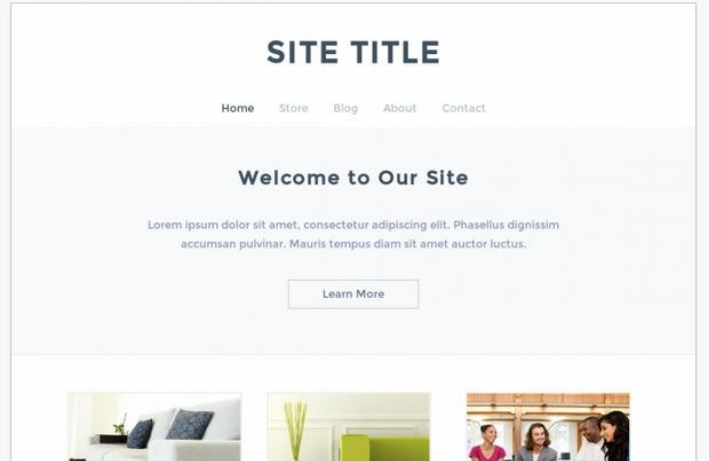 SITE TITLE
Home Store Blog About Contact
Welcome to Our Site
Lorem ipsum dolor sit amet, consectetur adipiscing elit. Phasellus dignissim
accumsan pulvinar. Mauris tempus diam sit amet auctor luctus.
Learn More